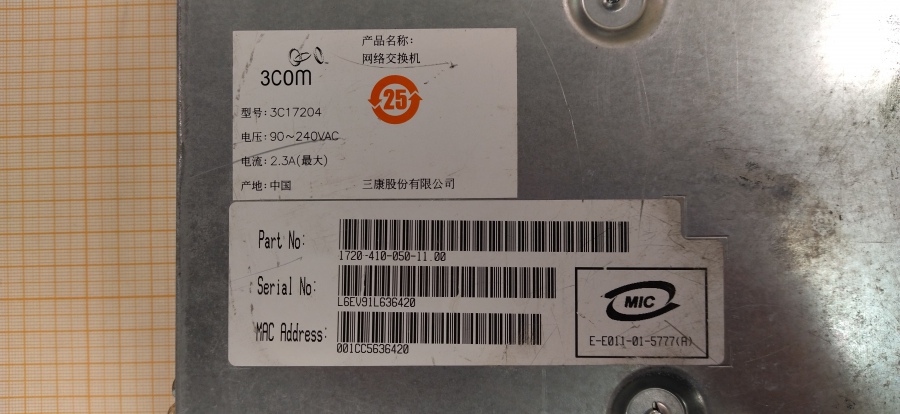 产品名称:
网络交换机
3COM
25
型号:3C17204
电压:90~240VAC
电流:2.3A(最大)
产地:中国
三康股份有限公司
Part No:
1720-410-050-11.00
Serial No:
L6EV91L636420
MAC Address:
001CC5636420
MIC
E-E011-01-5777(A)